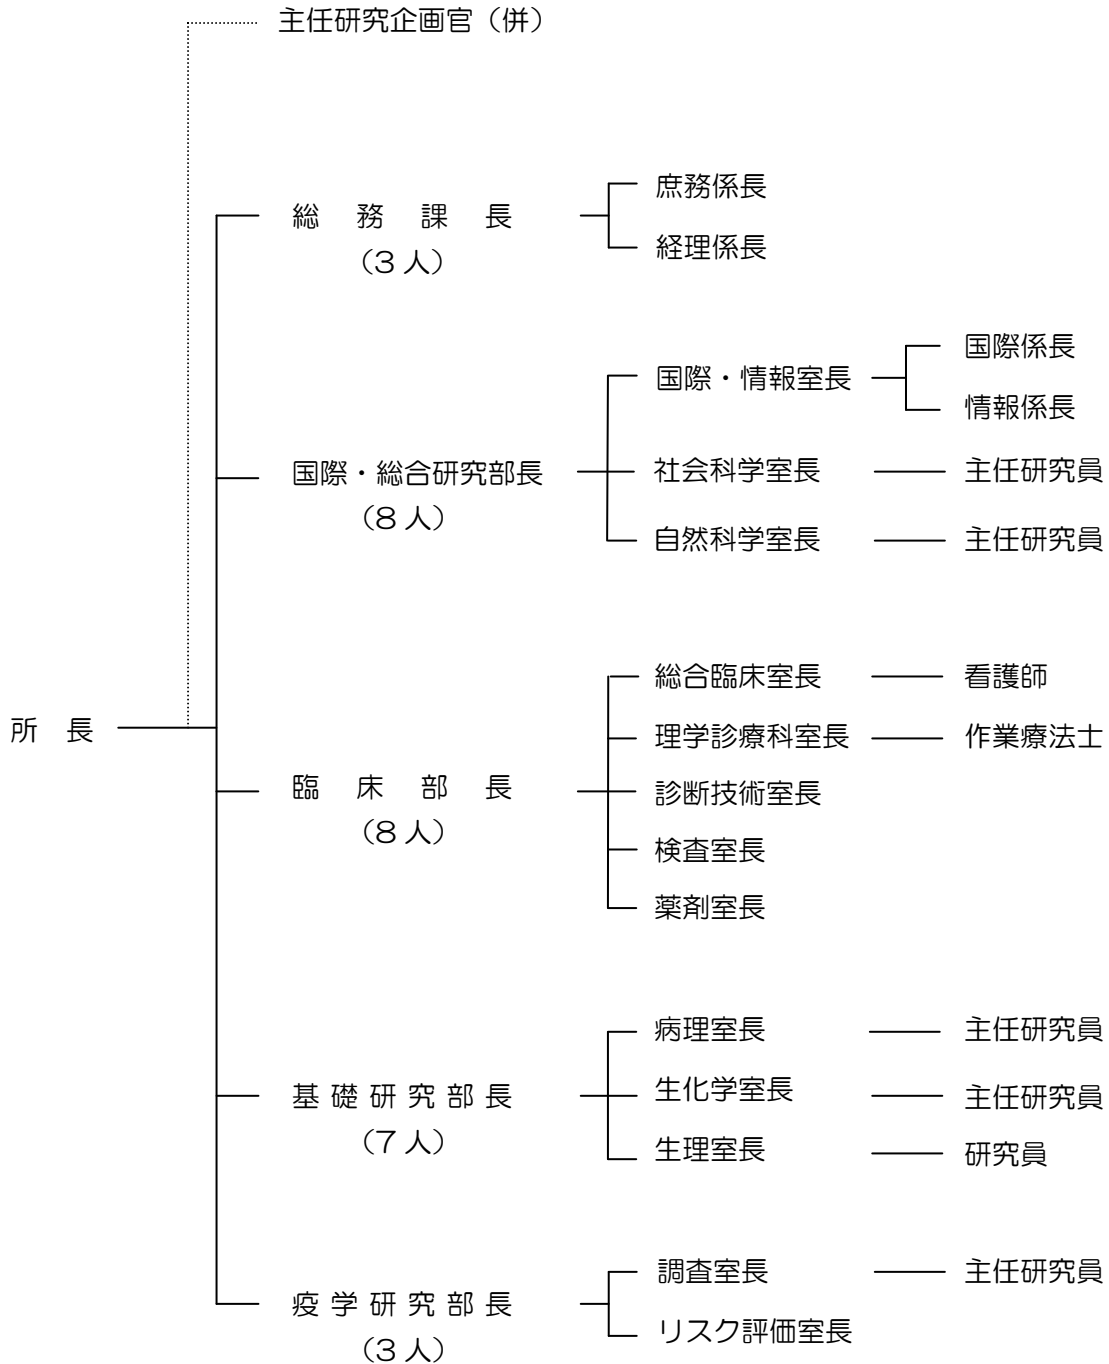 主任研究企画官（併）
総務課長
（3人）
庶務係長
経理係長
国際・総合研究部長
（8人）
国際・情報室長
国際係長
情報係長
社会科学室長
主任研究員
自然科学室長
主任研究員
所長
臨床部長
（8人）
総合臨床室長
看護師
理学診療科室長
作業療法士
診断技術室長
検査室長
薬剤室長
基礎研究部長
（7人）
病理室長
主任研究員
生化学室長
主任研究員
生理室長
研究員
疫学研究部長
（3人）
調査室長
主任研究員
リスク評価室長